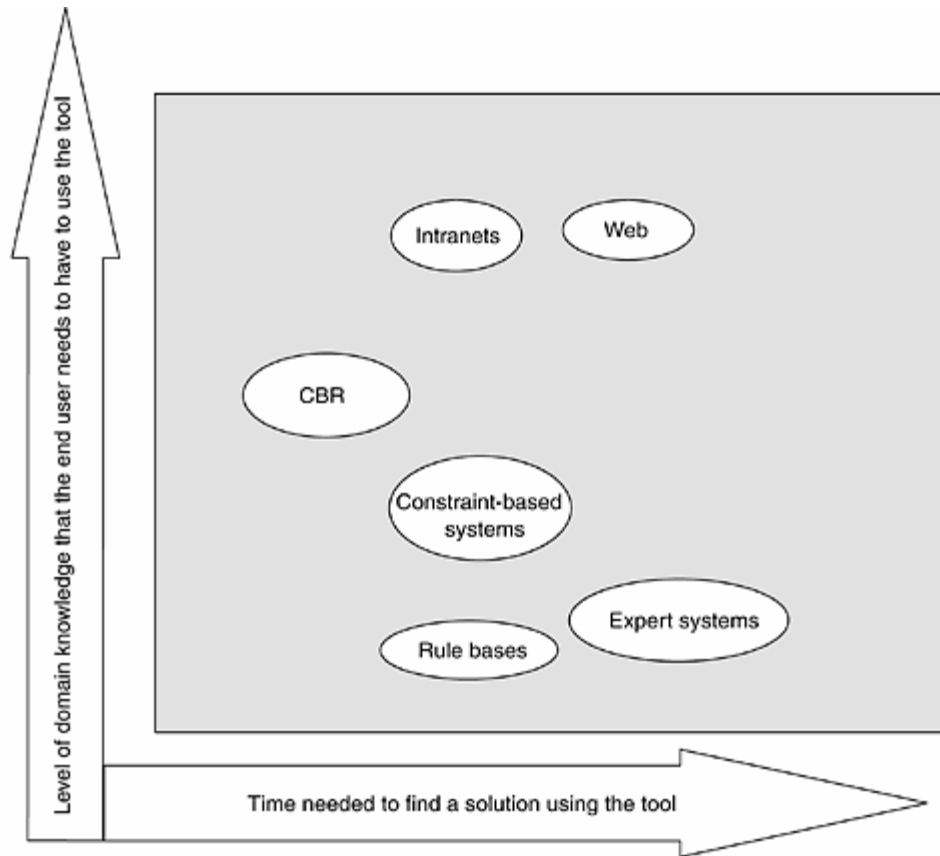 Level of domain knowledge that the end user needs to have to use the tool
Intranets
Web
CBR
Constraint-based
systems
Expert systems
Rule bases
Time needed to find a solution using the tool